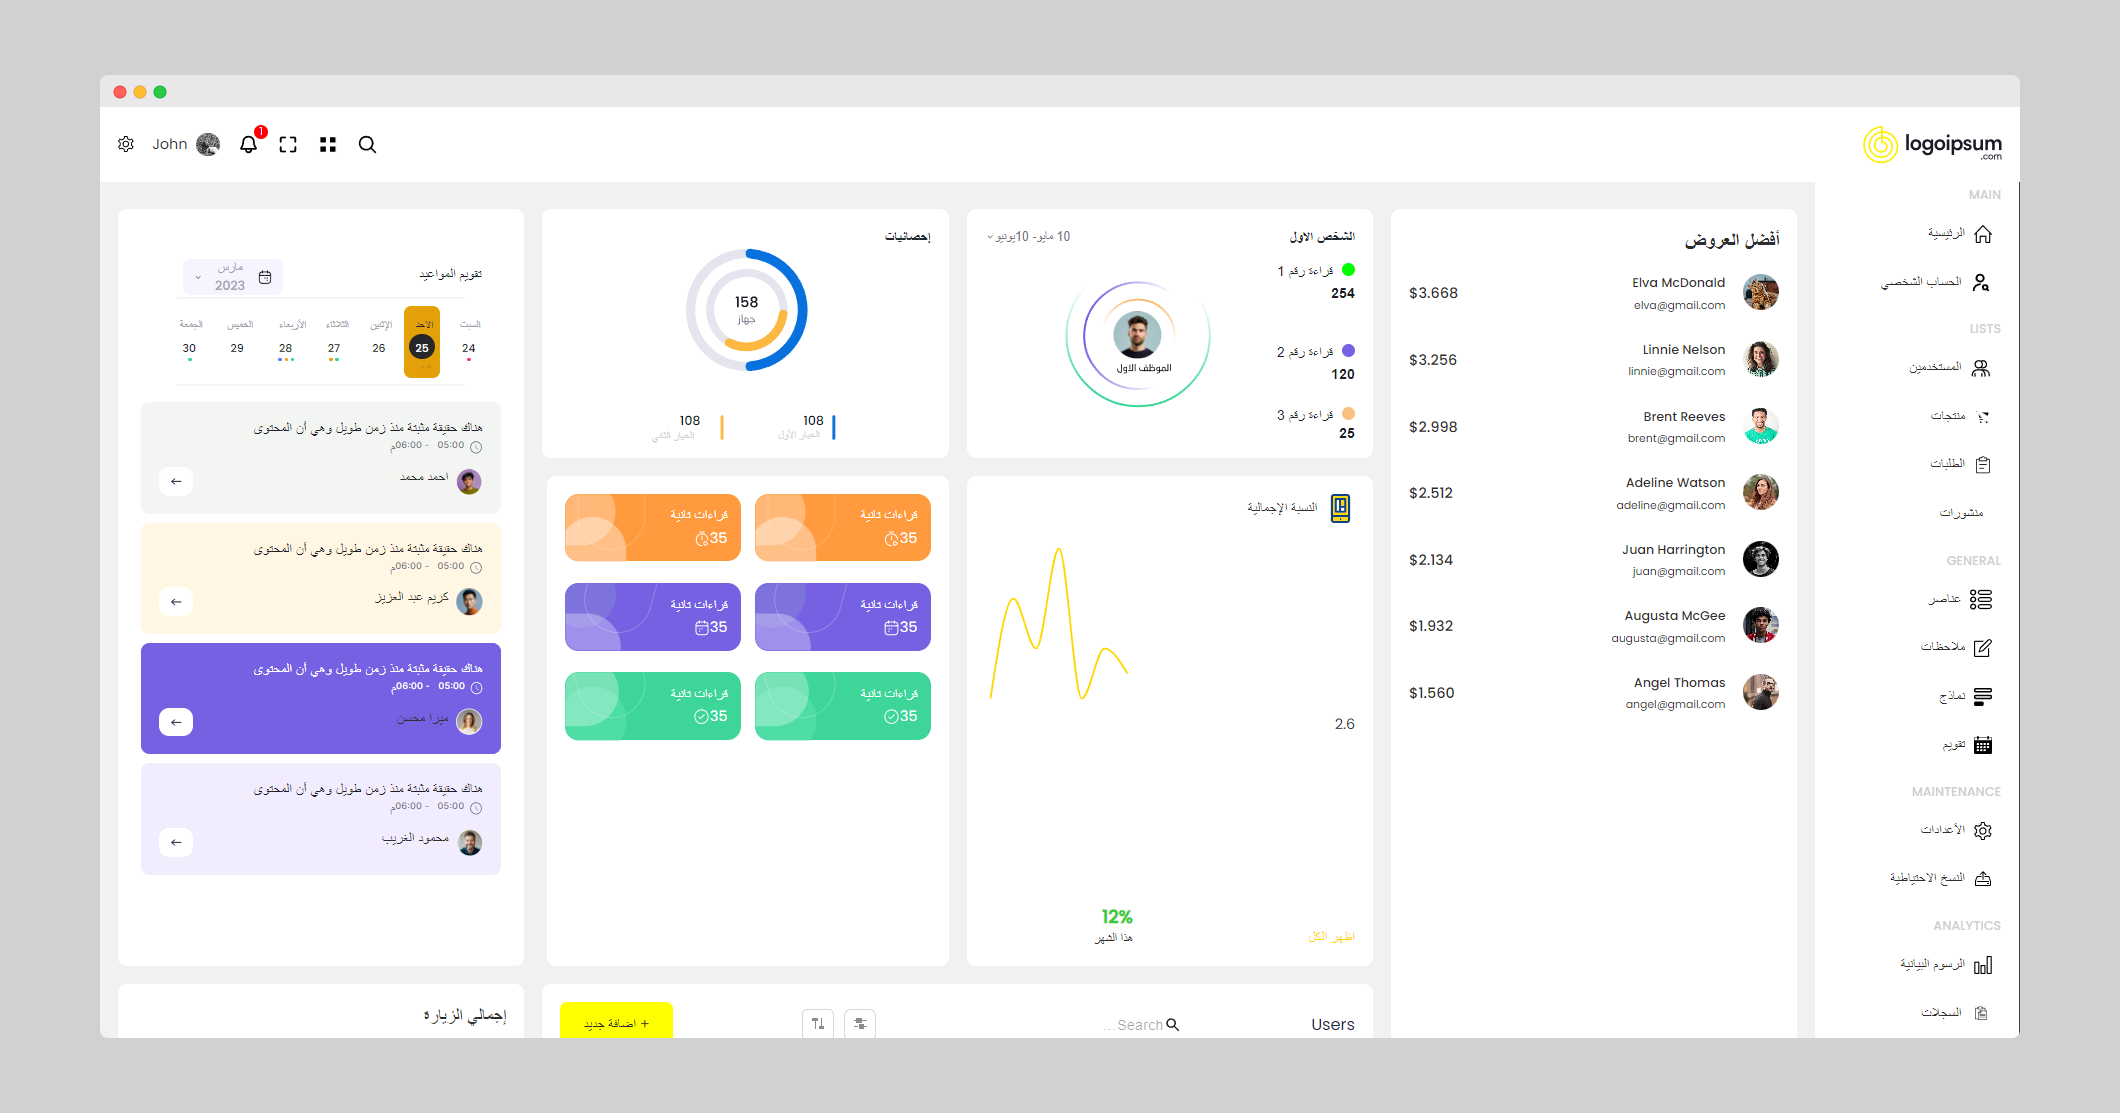 logoipsum
.com
John
1
MAIN
الرئيسية
الحساب الشخصي
LISTS
المستخدمين
منتجات
الطلبات
منشورات
GENERAL
عناصر
ملاحظات
نماذج
تقويم
MAINTENANCE
الأعدادات
النسخ الاحتياطية
ANALYTICS
الرسوم البيانية
السجلات
أفضل العروض
Elva McDonald
elva@gmail.com
$3.668
Linnie Nelson
linnie@gmail.com
$3.256
Brent Reeves
brent@gmail.com
$2.998
Adeline Watson
adeline@gmail.com
$2.512
Juan Harrington
juan@gmail.com
$2.134
Augusta McGee
augusta@gmail.com
$1.932
Angel Thomas
angel@gmail.com
$1.560
الشخص الاول
10 مايو- 10يونيو
قراءة رقم 1
254
قراءة رقم 2
120
قراءة رقم 3
25
الموظف الاول
إحصائيات
158
جهاز
108
الخيار الأول
108
الخيار الثاني
تقويم المواعيد
مارس
2023
السبت
24
الاحد
25
الإثنين
26
الثلاثاء
27
الأربعاء
28
الخميس
29
الجمعة
30
هناك حقيقة مثبتة منذ زمن طويل وهي أن المحتوى
05:00 - 06:00م
احمد محمد
هناك حقيقة مثبتة منذ زمن طويل وهي أن المحتوى
05:00 - 06:00م
كريم عبد العزيز
هناك حقيقة مثبتة منذ زمن طويل وهي أن المحتوى
05:00 - 06:00م
ميرا محسن
هناك حقيقة مثبتة منذ زمن طويل وهي أن المحتوى
05:00 - 06:00م
محمود الغريب
النسبة الإجمالية
2.6
12%
هذا الشهر
اظهر الكل
قراءات ثانية
35
قراءات ثانية
35
قراءات ثانية
35
قراءات ثانية
35
قراءات ثانية
35
قراءات ثانية
35
Users
Search...
+ اضافة جديد
إجمالي الزيارة